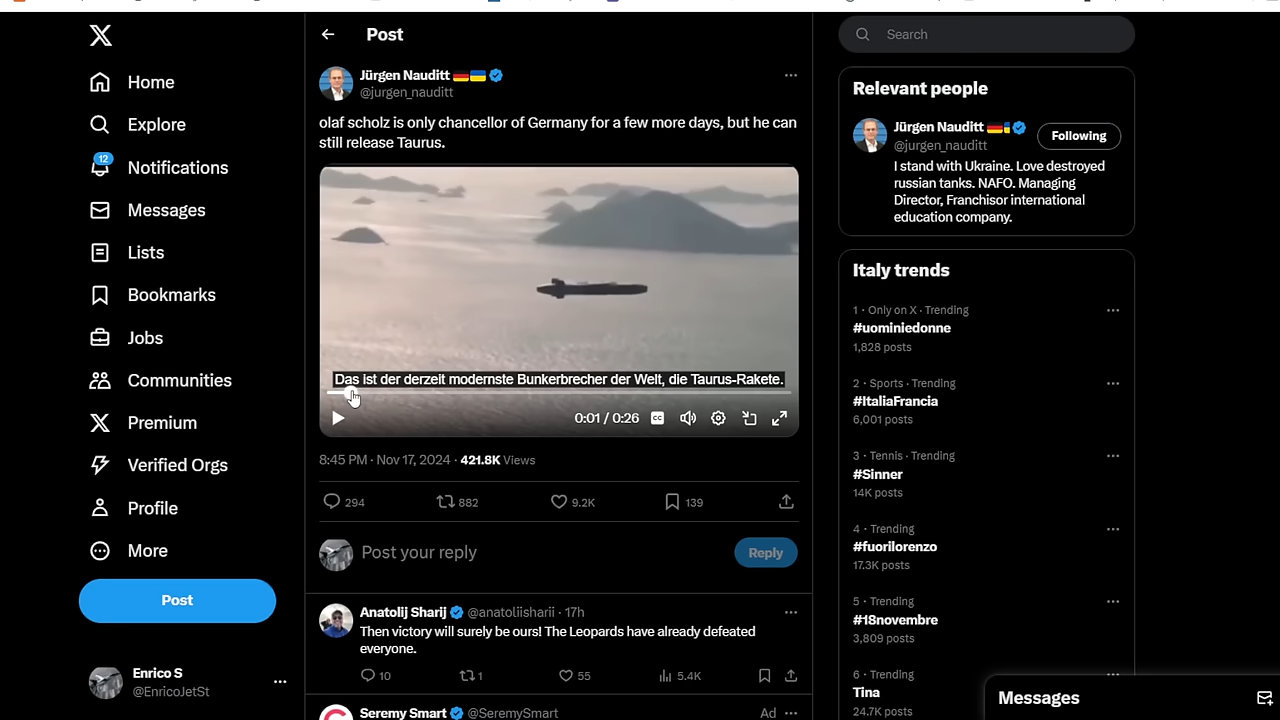 Home
Explore
12
Notifications
Messages
Lists
Bookmarks
Jobs
Communities
Premium
Verified Orgs
Profile
More
Post
Enrico S
@EnricoJetSt
Post
Jürgen Nauditt
@jurgen_nauditt
olaf scholz is only chancellor of Germany for a few more days, but he can
still release Taurus.
Das ist der derzeit modernste Bunkerbrecher der Welt, die Taurus-Rakete.
0:01 / 0:26
CC
8:45 PM · Nov 17, 2024 · 421.8K Views
294 882 9.2K 139
Post your reply
Reply
Anatolij Sharij @anatoliisharii · 17h
Then victory will surely be ours! The Leopards have already defeated
everyone.
10 1 55 5.4K
Seremy Smart @SeremySmart Ad
Search
Relevant people
Jürgen Nauditt
@jurgen_nauditt
Following
I stand with Ukraine. Love destroyed
russian tanks. NAFO. Managing
Director, Franchisor international
education company.
Italy trends
1 · Only on X · Trending
#uominiedonne
1,828 posts
2 · Sports · Trending
#ItaliaFrancia
6,001 posts
3 · Tennis · Trending
#Sinner
14K posts
4 · Trending
#fuorilorenzo
17.3K posts
5 · Trending
#18novembre
3,809 posts
6 · Trending
Tina
24.7K posts
Messages